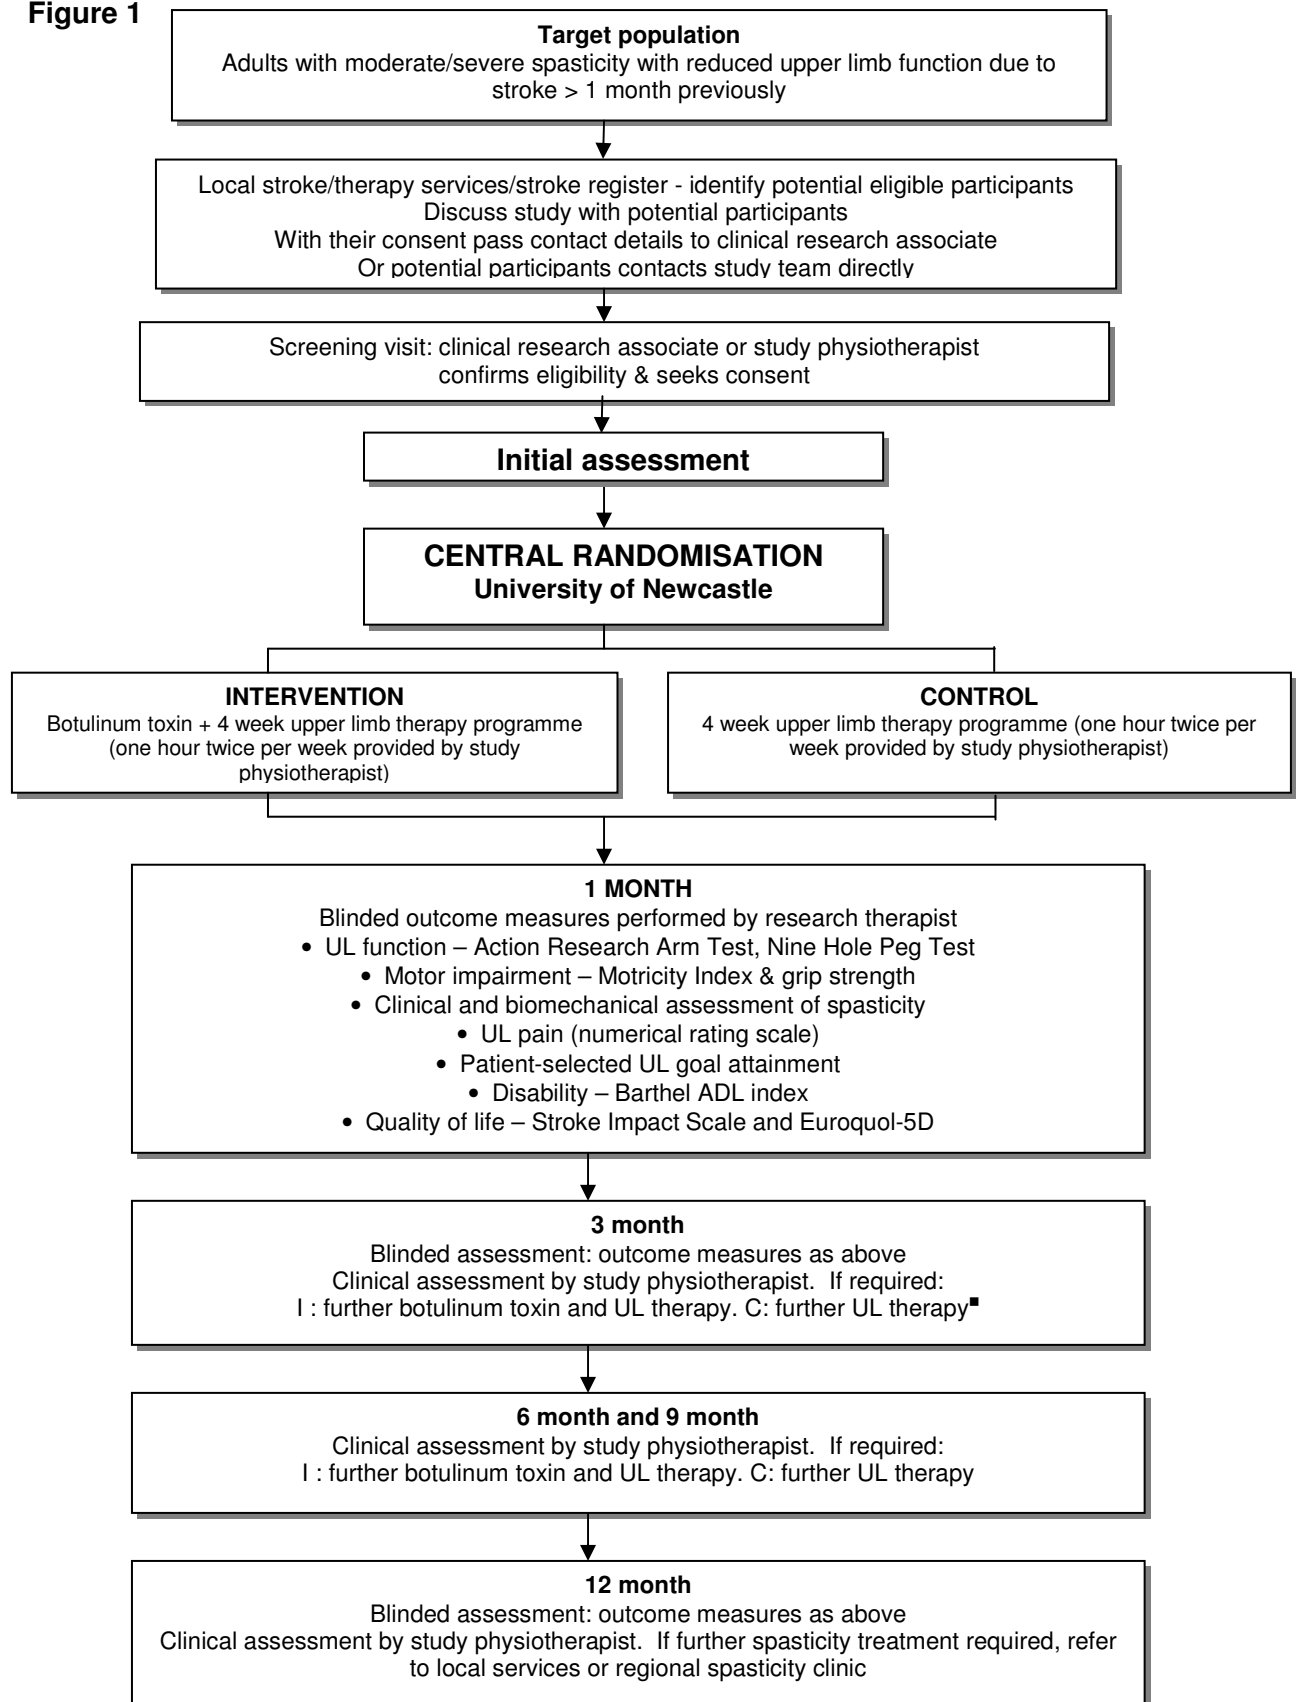 Figure 1
Target population
Adults with moderate/severe spasticity with reduced upper limb function due to
stroke > 1 month previously
Local stroke/therapy services/stroke register - identify potential eligible participants
Discuss study with potential participants
With their consent pass contact details to clinical research associate
Or potential participants contacts study team directly
Screening visit: clinical research associate or study physiotherapist
confirms eligibility & seeks consent
Initial assessment
CENTRAL RANDOMISATION
University of Newcastle
INTERVENTION
Botulinum toxin + 4 week upper limb therapy programme
(one hour twice per week provided by study
physiotherapist)
CONTROL
4 week upper limb therapy programme (one hour twice per
week provided by study physiotherapist)
1 MONTH
Blinded outcome measures performed by research therapist
• UL function – Action Research Arm Test, Nine Hole Peg Test
• Motor impairment – Motricity Index & grip strength
• Clinical and biomechanical assessment of spasticity
• UL pain (numerical rating scale)
• Patient-selected UL goal attainment
• Disability – Barthel ADL index
• Quality of life – Stroke Impact Scale and Euroquol-5D
3 month
Blinded assessment: outcome measures as above
Clinical assessment by study physiotherapist. If required:
I : further botulinum toxin and UL therapy. C: further UL therapy■
6 month and 9 month
Clinical assessment by study physiotherapist. If required:
I : further botulinum toxin and UL therapy. C: further UL therapy
12 month
Blinded assessment: outcome measures as above
Clinical assessment by study physiotherapist. If further spasticity treatment required, refer
to local services or regional spasticity clinic